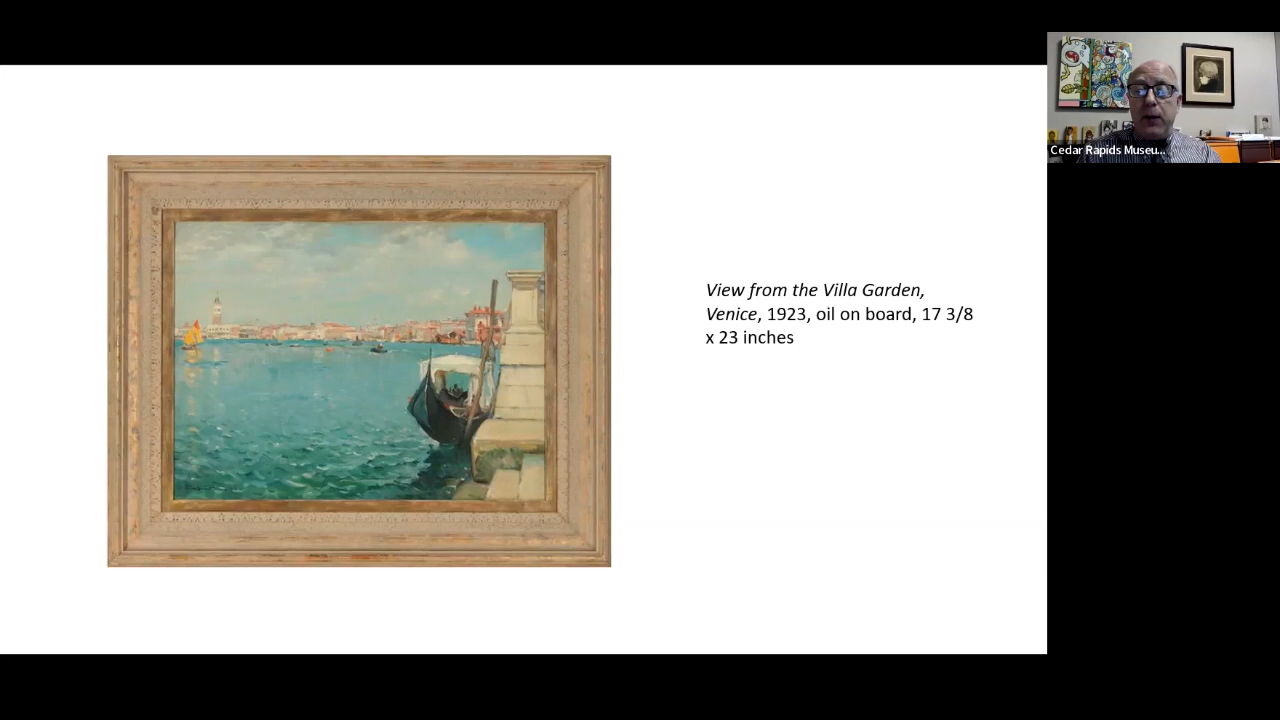 View from the Villa Garden,
Venice, 1923, oil on board, 17 3/8
x 23 inches
Cedar Rapids Museu...